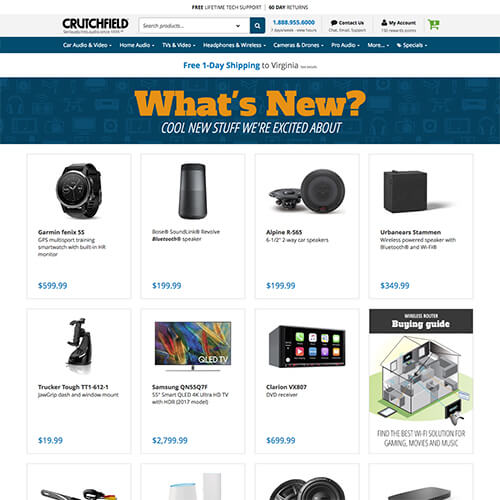 FREE LIFETIME TECH SUPPORT | 60 DAY RETURNS
CRUTCHFIELD
Search products...
1.888.955.6000
7 days/week - view hours
Contact Us
Chat, Email, Support
My Account
150 rewards points
0
Car Audio & Video
Home Audio
TVs & Video
Headphones & Wireless
Cameras & Drones
Pro Audio
More...
Specials
Free 1-Day Shipping to Virginia
What's New?
COOL NEW STUFF WE'RE EXCITED ABOUT
Garmin fenix 5S
GPS multisport training
smartwatch with built-in HR
monitor
$599.99
Bose® SoundLink® Revolve
Bluetooth® speaker
$199.99
Alpine R-S65
6-1/2" 2-way car speakers
$199.99
Urbanears Stammen
Wireless powered speaker with
Bluetooth® and Wi-Fi®
$349.99
Trucker Tough TT1-612-1
JawGrip dash and window mount
$19.99
QLED TV
Samsung QN55Q7F
55" Smart QLED 4K Ultra HD TV
with HDR (2017 model)
$2,799.99
Clarion VX807
DVD receiver
$699.99
WIRELESS ROUTER
Buying guide
FIND THE BEST WI-FI SOLUTION FOR
GAMING, MOVIES AND MUSIC